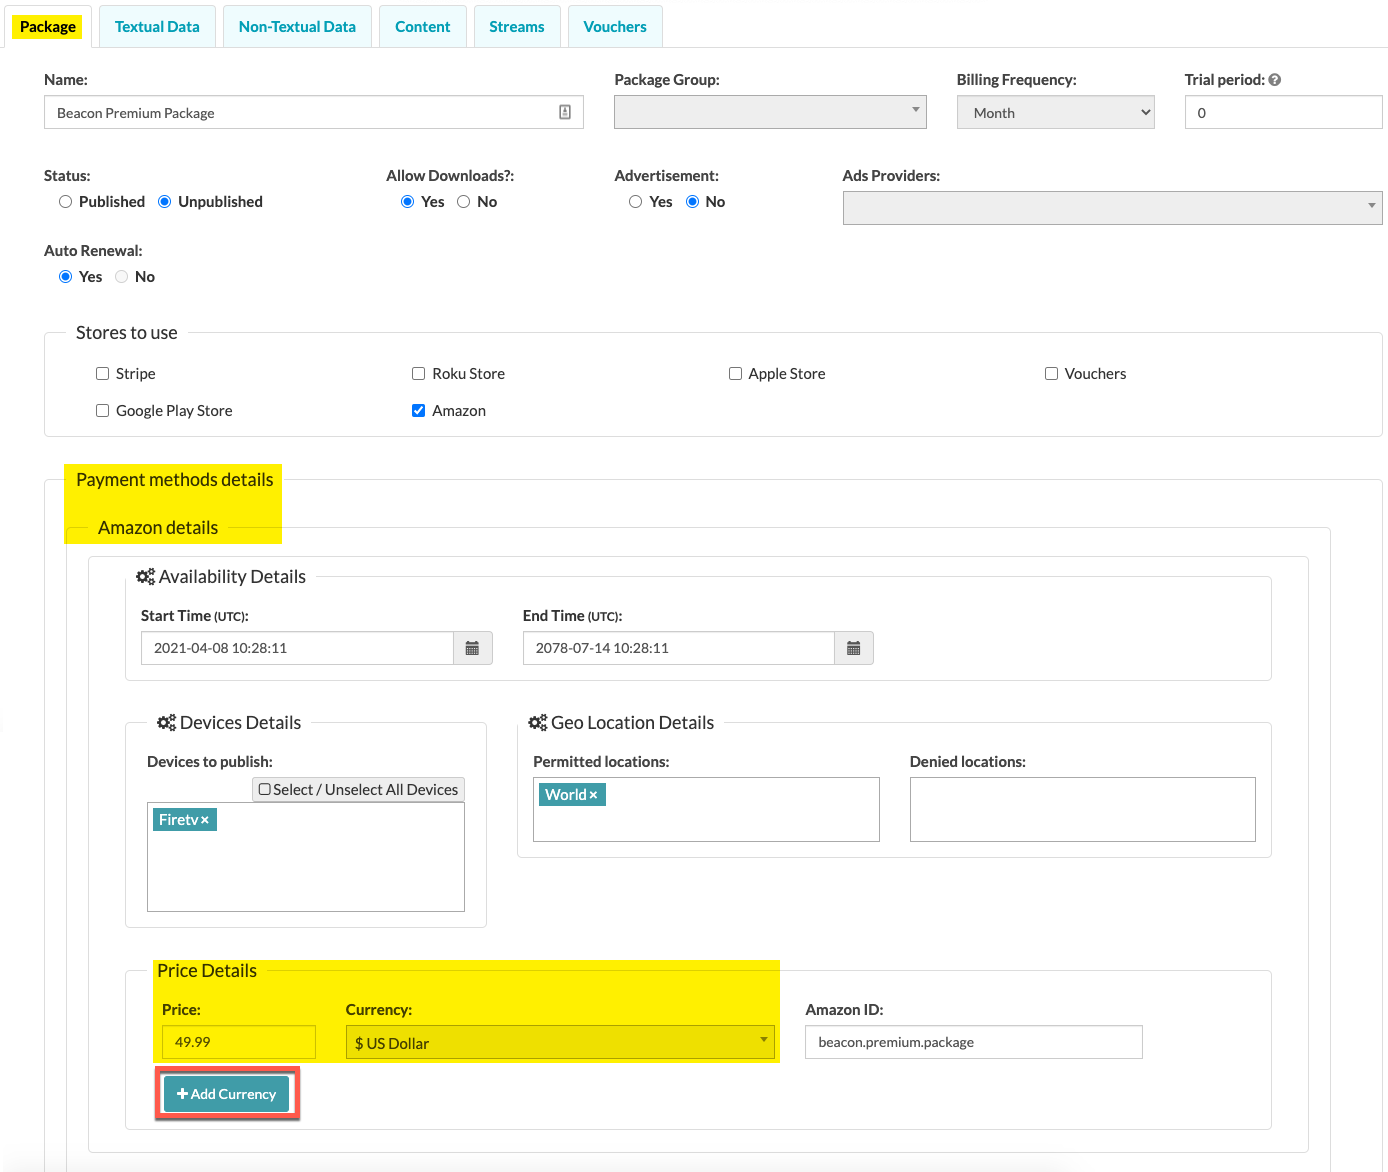 Package Textual Data Non-Textual Data Content Streams Vouchers
Name: Package Group: Billing Frequency: Trial period:
Beacon Premium Package Month 0
Status: Allow Downloads?: Advertisement: Ads Providers:
Published Unpublished Yes No Yes No
Auto Renewal:
Yes No
Stores to use
Stripe Roku Store Apple Store Vouchers
Google Play Store Amazon
Payment methods details
Amazon details
Availability Details
Start Time (UTC): End Time (UTC):
2021-04-08 10:28:11 2078-07-14 10:28:11
Devices Details Geo Location Details
Devices to publish: Permitted locations: Denied locations:
Select / Unselect All Devices World×
Firetv×
Price Details
Price: Currency: Amazon ID:
49.99 $ US Dollar beacon.premium.package
+ Add Currency